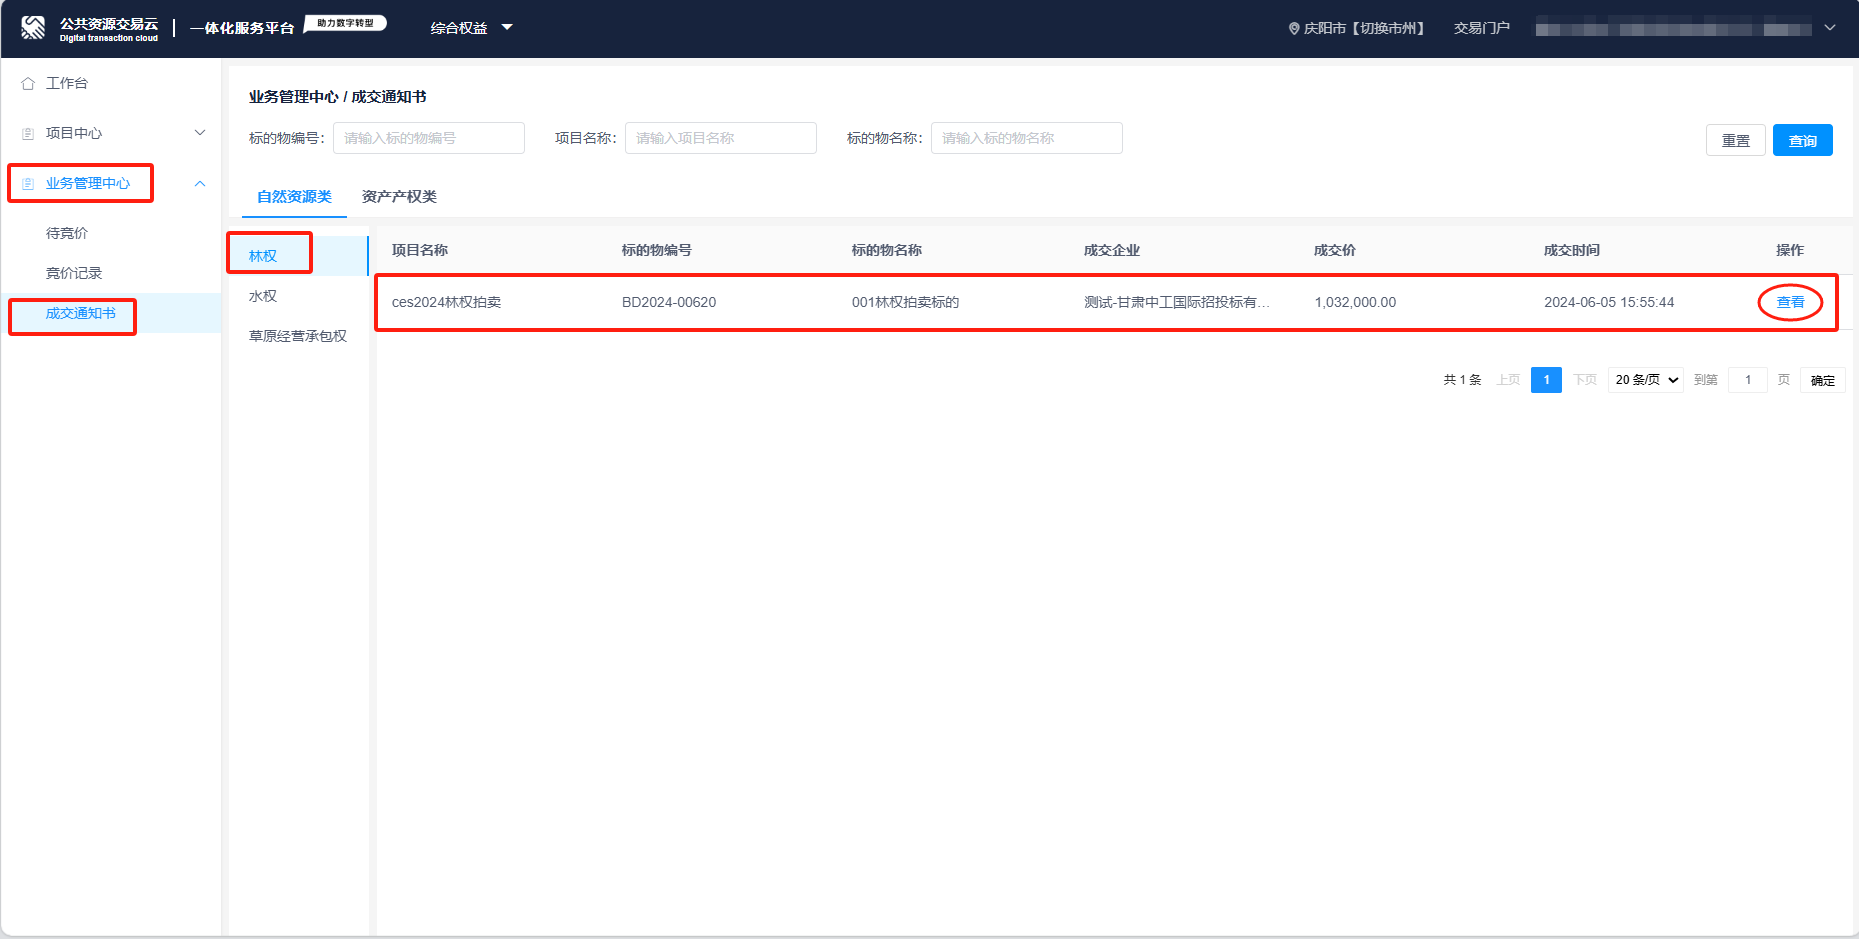 公共资源交易云
Digital transaction cloud
一体化服务平台
助力数字转型
综合权益
庆阳市【切换市州】
交易门户
工作台
项目中心
业务管理中心
待竞价
竞价记录
成交通知书
业务管理中心 / 成交通知书
标的物编号： 请输入标的物编号
项目名称： 请输入项目名称
标的物名称： 请输入标的物名称
重置
查询
自然资源类
资产产权类
林权
水权
草原经营承包权
项目名称 标的物编号 标的物名称 成交企业 成交价 成交时间 操作
ces2024林权拍卖 BD2024-00620 001林权拍卖标的 测试-甘肃中工国际招投标有... 1,032,000.00 2024-06-05 15:55:44 查看
共 1 条 上页 1 下页 20 条/页 到第 1 页 确定